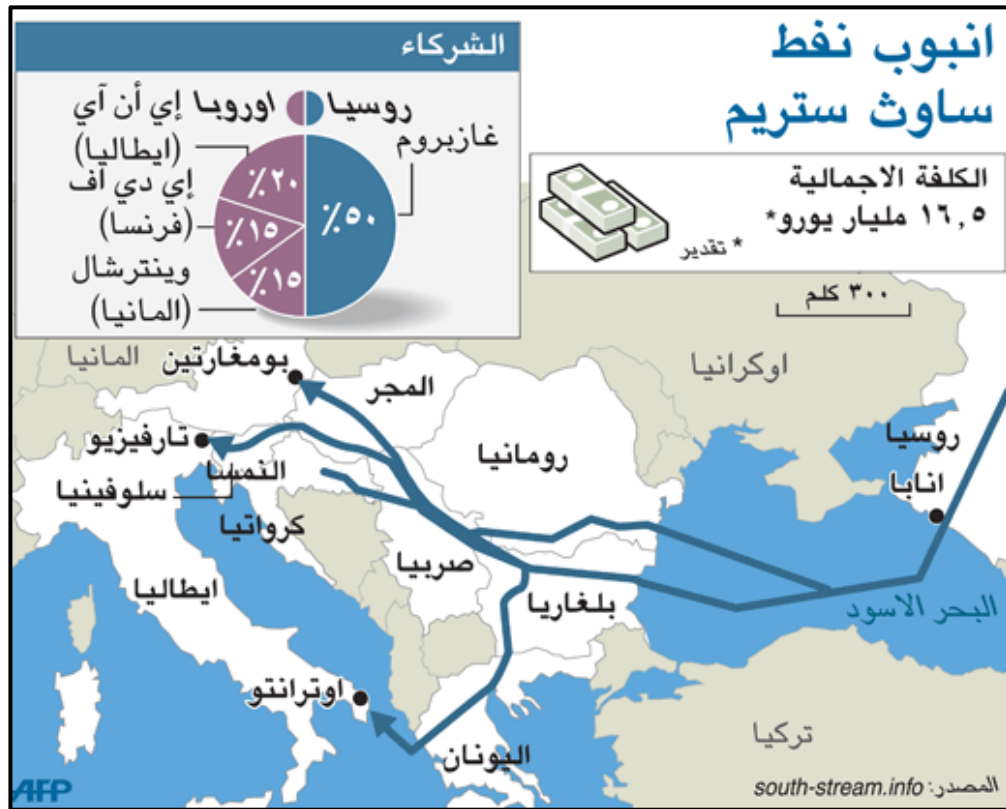 انبوب نفط
ساوث ستريم
الكلفة الاجمالية
١٦,٥ مليار يورو*
* تقدير
الشركاء
روسيا اوروبا
غازبروم
٪٥٠
إي أن آي
(ايطاليا)
٪٢٠
إي دي آف
(فرنسا)
٪١٥
وينترشال
(المانيا)
٪١٥
٣٠٠ كلم
المانيا
بومغارتين
المجر
اوكرانيا
روسيا
انابا
تارفيزيو
النمسا
سلوفينيا
رومانيا
كرواتيا
صربيا
ايطاليا
بلغاريا
البحر الاسود
اوترانتو
اليونان
تركيا
المصدر: south-stream.info
AFP